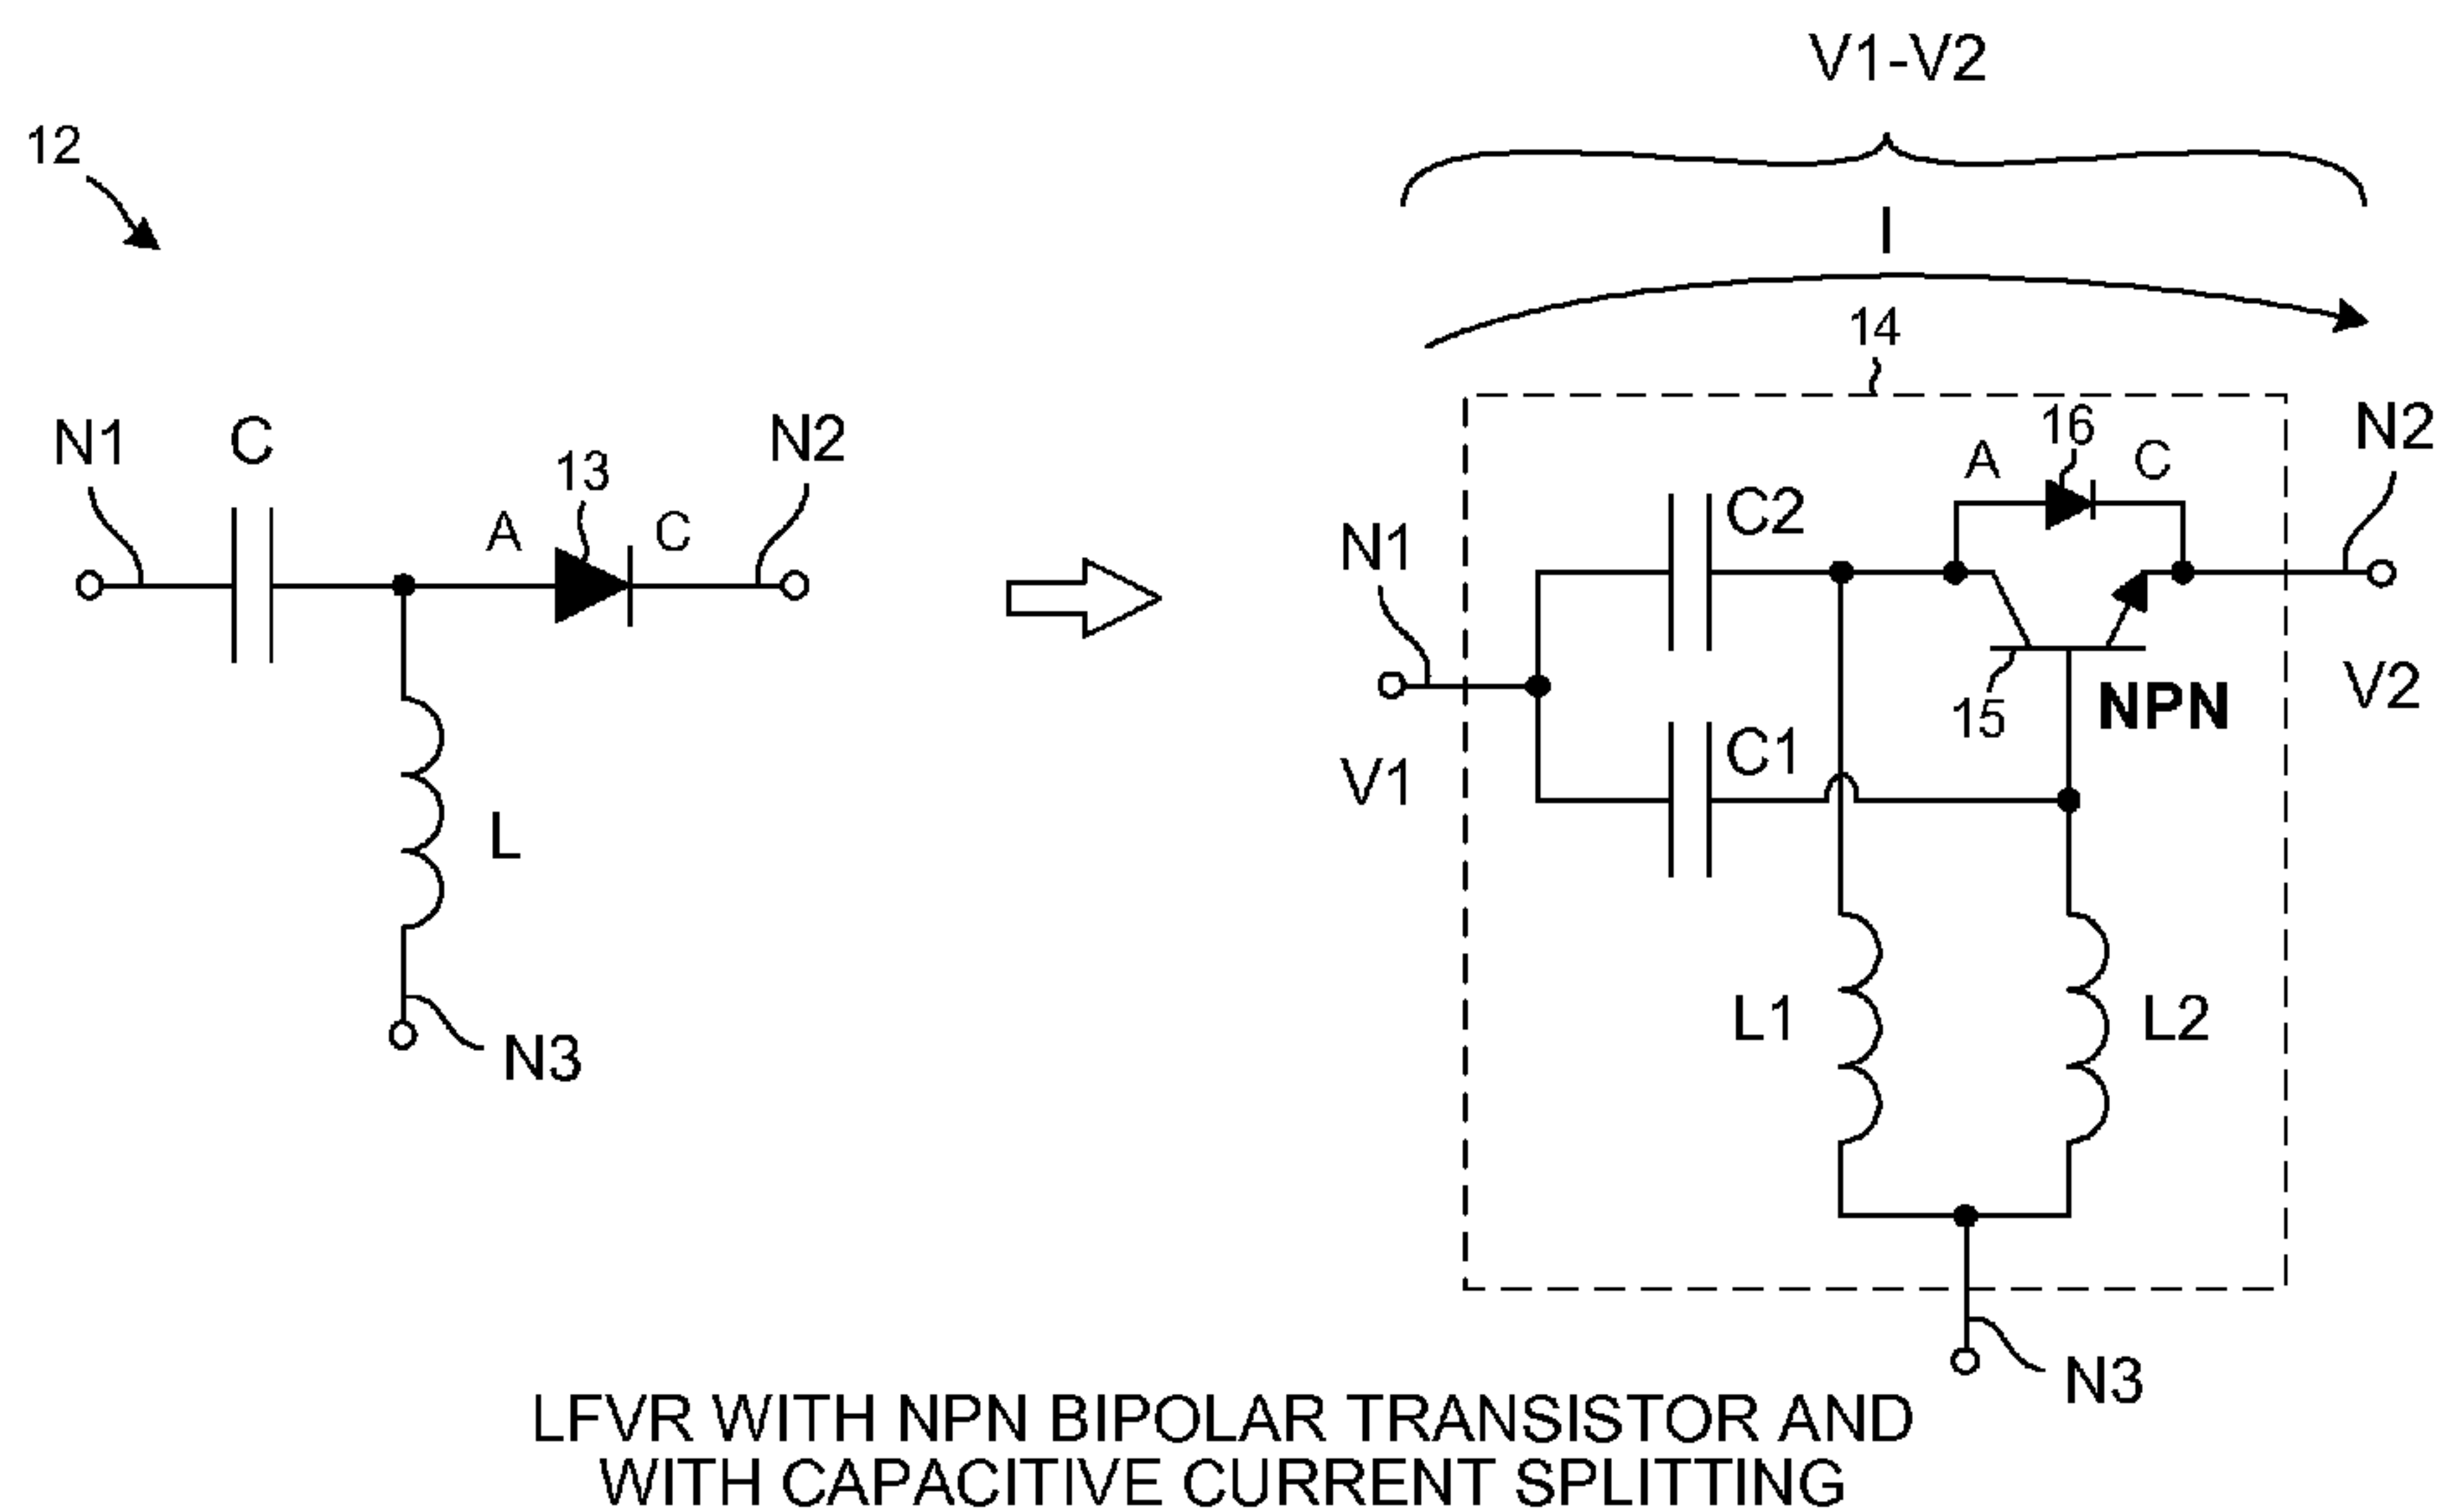 V1-V2
12
I
14
N1
C
N2
13
A
C
L
N3
N1
V1
C2
C1
A
16
C
N2
15
NPN
V2
L1
L2
N3
LFVR WITH NPN BIPOLAR TRANSISTOR AND
WITH CAPACITIVE CURRENT SPLITTING